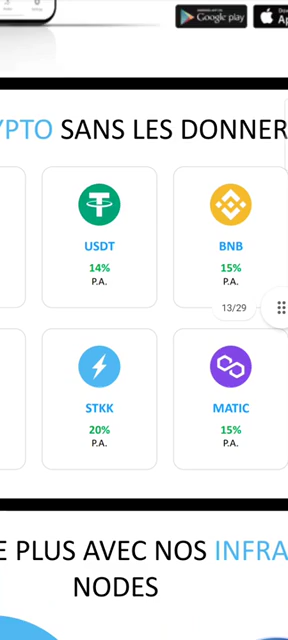 Google play
YPTO SANS LES DONNER
USDT
14%
P.A.
BNB
15%
P.A.
13/29
STKK
20%
P.A.
MATIC
15%
P.A.
E PLUS AVEC NOS INFRA
NODES